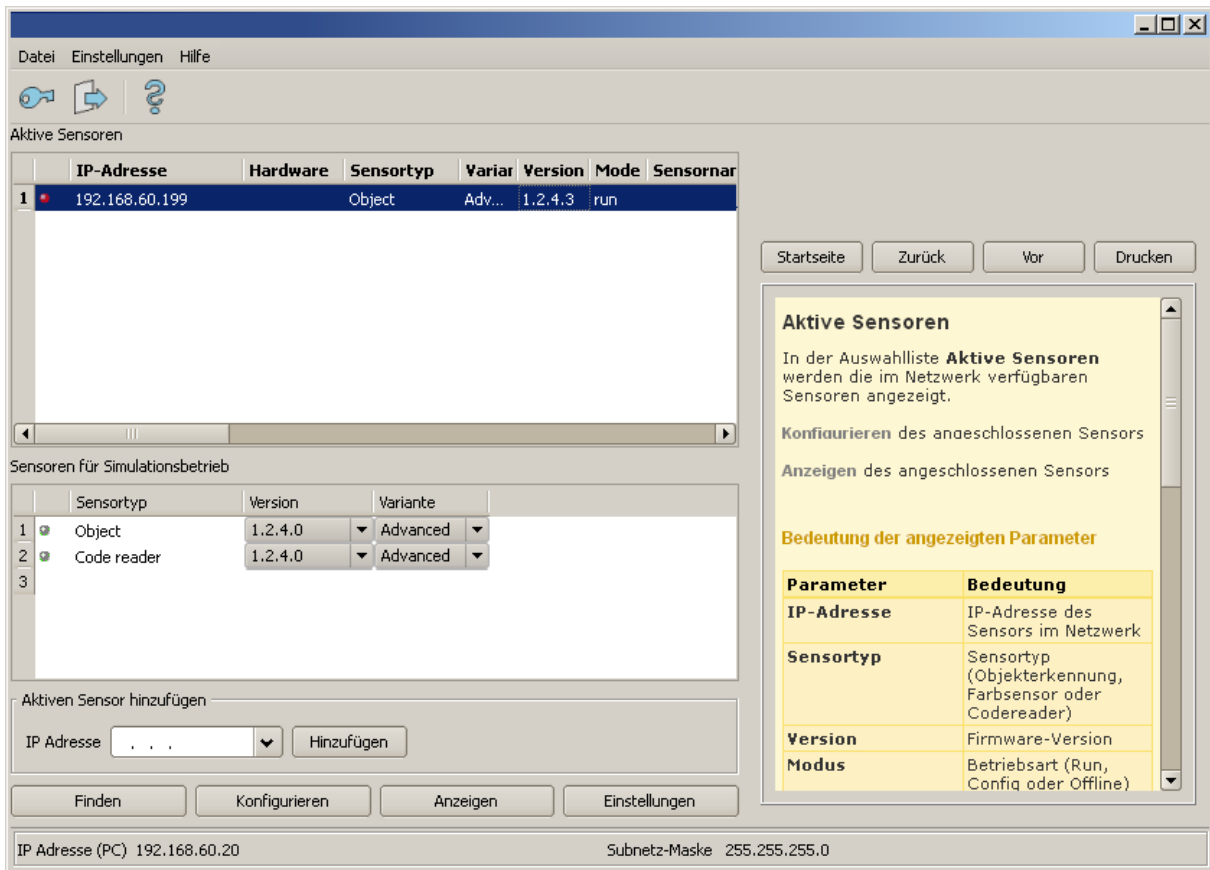 Datei Einstellungen Hilfe
Aktive Sensoren
IP-Adresse Hardware Sensortyp Variar Version Mode Sensornar
1 192.168.60.199 Object Adv... 1.2.4.3 run
Startseite Zurück Vor Drucken
Aktive Sensoren
In der Auswahlliste Aktive Sensoren
werden die im Netzwerk verfügbaren
Sensoren angezeigt.
Konfigurieren des angeschlossenen Sensors
Anzeigen des angeschlossenen Sensors
Bedeutung der angezeigten Parameter
Parameter Bedeutung
IP-Adresse IP-Adresse des
Sensors im Netzwerk
Sensortyp Sensortyp
(Objekterkennung,
Farbsensor oder
Codereader)
Version Firmware-Version
Modus Betriebsart (Run,
Config oder Offline)
Sensoren für Simulationsbetrieb
Sensortyp Version Variante
1 Object 1.2.4.0 Advanced
2 Code reader 1.2.4.0 Advanced
3
Aktiven Sensor hinzufügen
IP Adresse . . . Hinzufügen
Finden Konfigurieren Anzeigen Einstellungen
IP Adresse (PC) 192.168.60.20 Subnetz-Maske 255.255.255.0